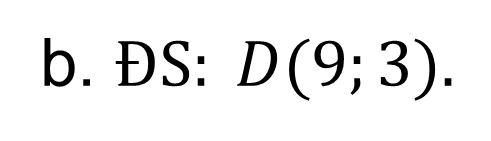 b. ĐS: D(9; 3).